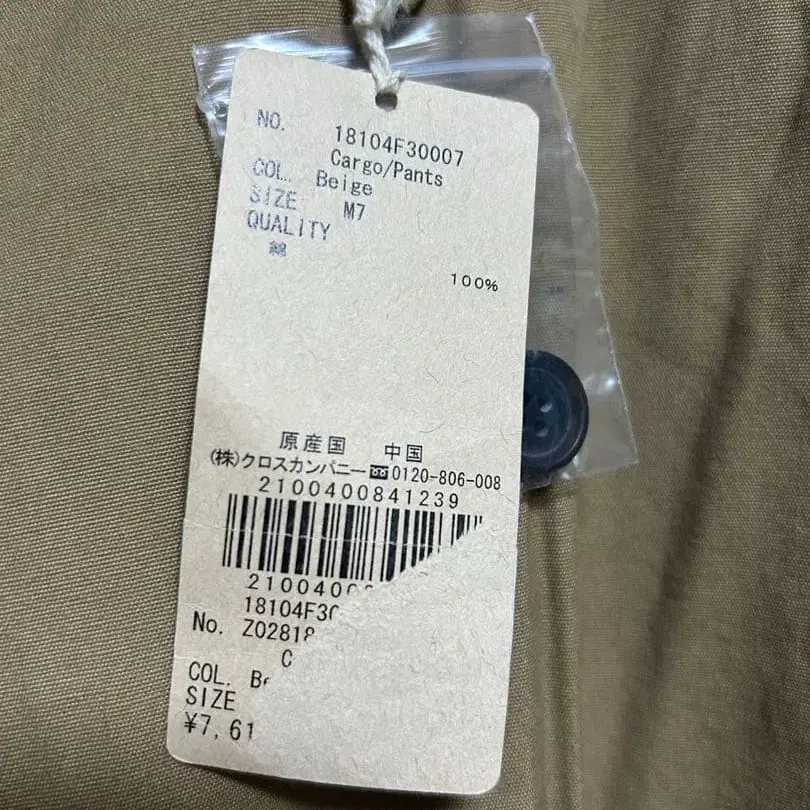 NO. 18104F30007
Cargo/Pants
COL. Beige
SIZE M7
QUALITY
綿
100%
原産国 中国
(株)クロスカンパニー 0120-806-008
2100400841239
2100400
18104F30
No. Z02818
C
COL. Be
SIZE
¥7,61